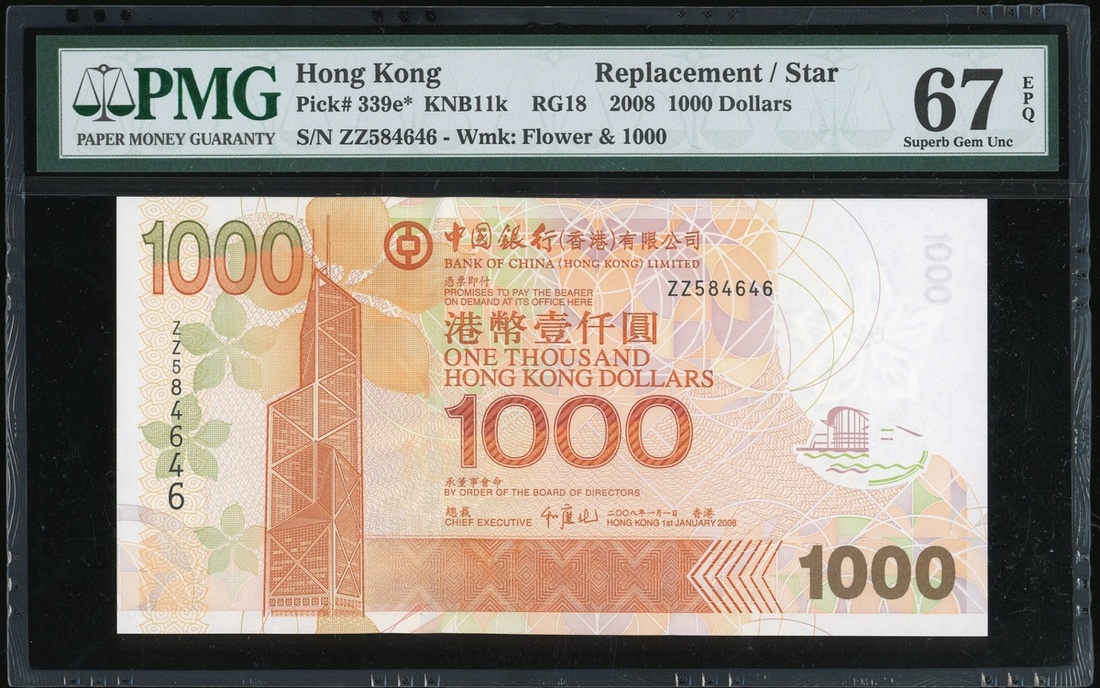 PMG
PAPER MONEY GUARANTY
Hong Kong Replacement / Star
Pick# 339e* KNB11k RG18 2008 1000 Dollars
S/N ZZ584646 - Wmk: Flower & 1000
67 EPQ
Superb Gem Unc
1000
中國銀行(香港)有限公司
BANK OF CHINA (HONG KONG) LIMITED
憑票即付
PROMISES TO PAY THE BEARER
ON DEMAND AT ITS OFFICE HERE
ZZ584646
1000
港幣壹仟圓
ONE THOUSAND
HONG KONG DOLLARS
ZZ584646
1000
承董事會命
BY ORDER OF THE BOARD OF DIRECTORS
總裁
CHIEF EXECUTIVE
和廣北
二〇〇八年一月一日 香港
HONG KONG 1st JANUARY 2008
1000